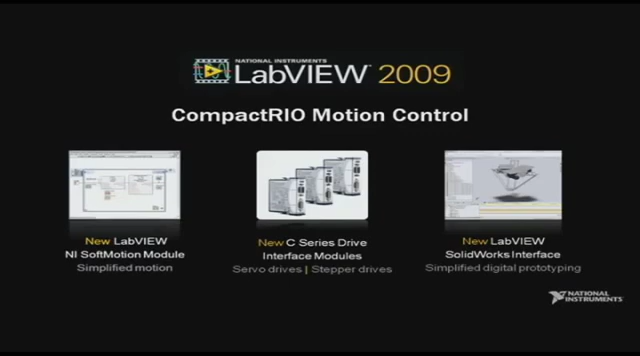 NATIONAL INSTRUMENTS
LabVIEW™ 2009
CompactRIO Motion Control
New LabVIEW
NI SoftMotion Module
Simplified motion
New C Series Drive
Interface Modules
Servo drives | Stepper drives
New LabVIEW
SolidWorks Interface
Simplified digital prototyping
NATIONAL
INSTRUMENTS